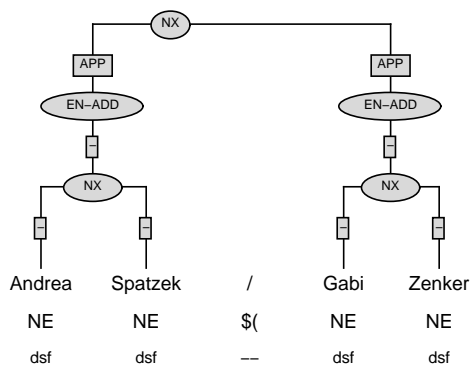 NX
APP APP
EN–ADD EN–ADD
– –
NX NX
– – – –
Andrea Spatzek / Gabi Zenker
NE NE $( NE NE
dsf dsf –– dsf dsf